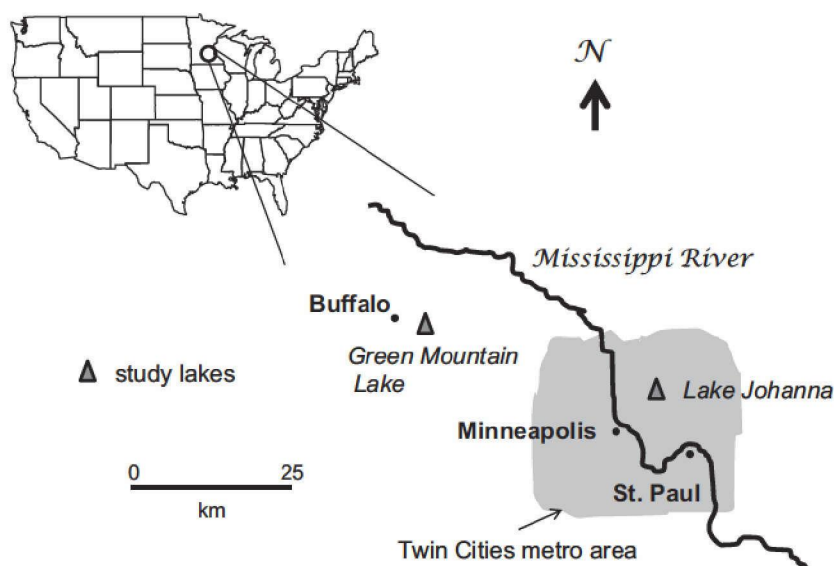 N
Mississippi River
Buffalo
Green Mountain
Lake
study lakes
Lake Johanna
Minneapolis
0 25
km
St. Paul
Twin Cities metro area